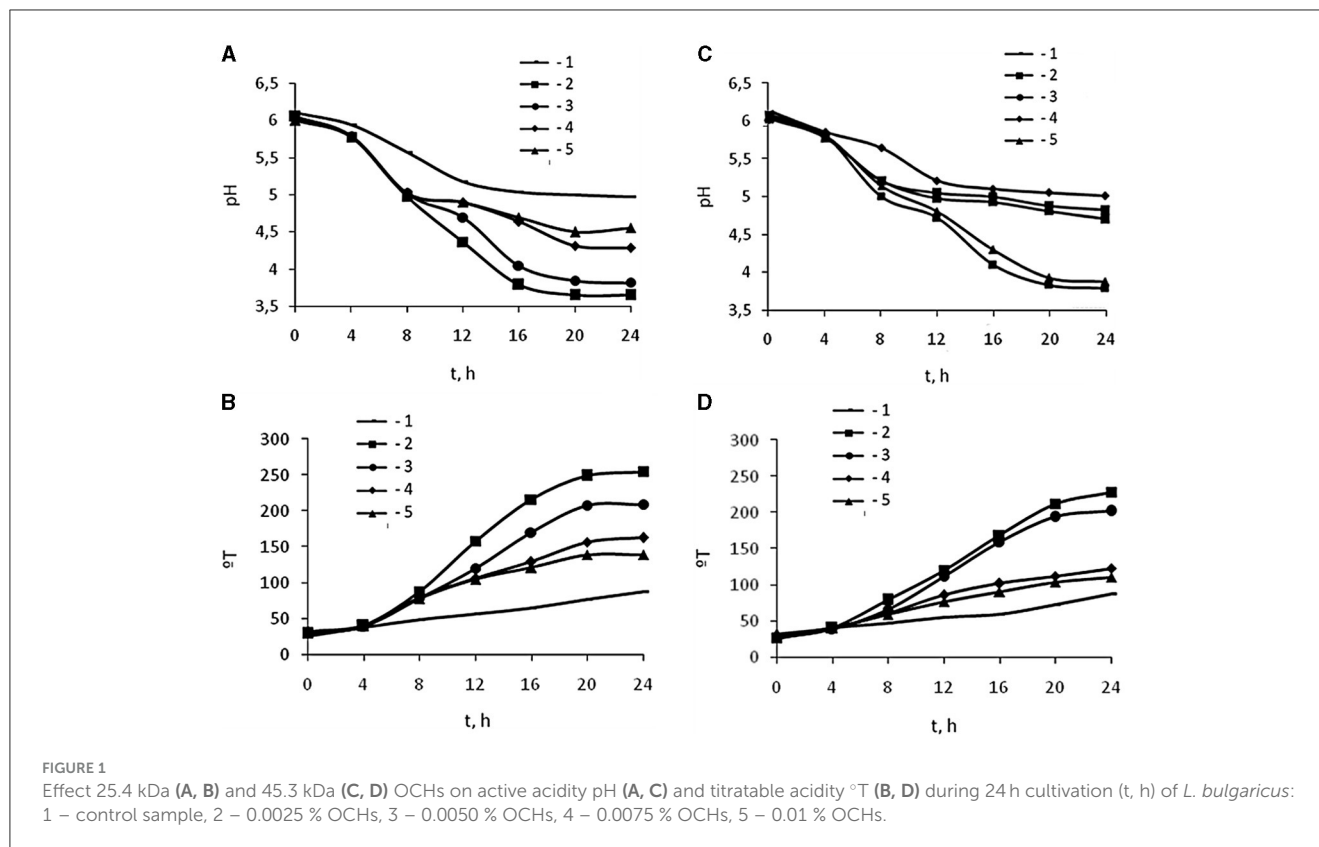 A
- 1
- 2
- 3
- 4
- 5
6,5
6
5,5
5
4,5
4
3,5
pH
0 4 8 12 16 20 24
t, h
C
- 1
- 2
- 3
- 4
- 5
6,5
6
5,5
5
4,5
4
3,5
pH
0 4 8 12 16 20 24
t, h
B
- 1
- 2
- 3
- 4
- 5
300
250
200
150
100
50
0
ºT
0 4 8 12 16 20 24
t, h
D
- 1
- 2
- 3
- 4
- 5
300
250
200
150
100
50
0
ºT
0 4 8 12 16 20 24
t, h
FIGURE 1
Effect 25.4 kDa (A, B) and 45.3 kDa (C, D) OCHs on active acidity pH (A, C) and titratable acidity °T (B, D) during 24 h cultivation (t, h) of L. bulgaricus:
1 – control sample, 2 – 0.0025 % OCHs, 3 – 0.0050 % OCHs, 4 – 0.0075 % OCHs, 5 – 0.01 % OCHs.